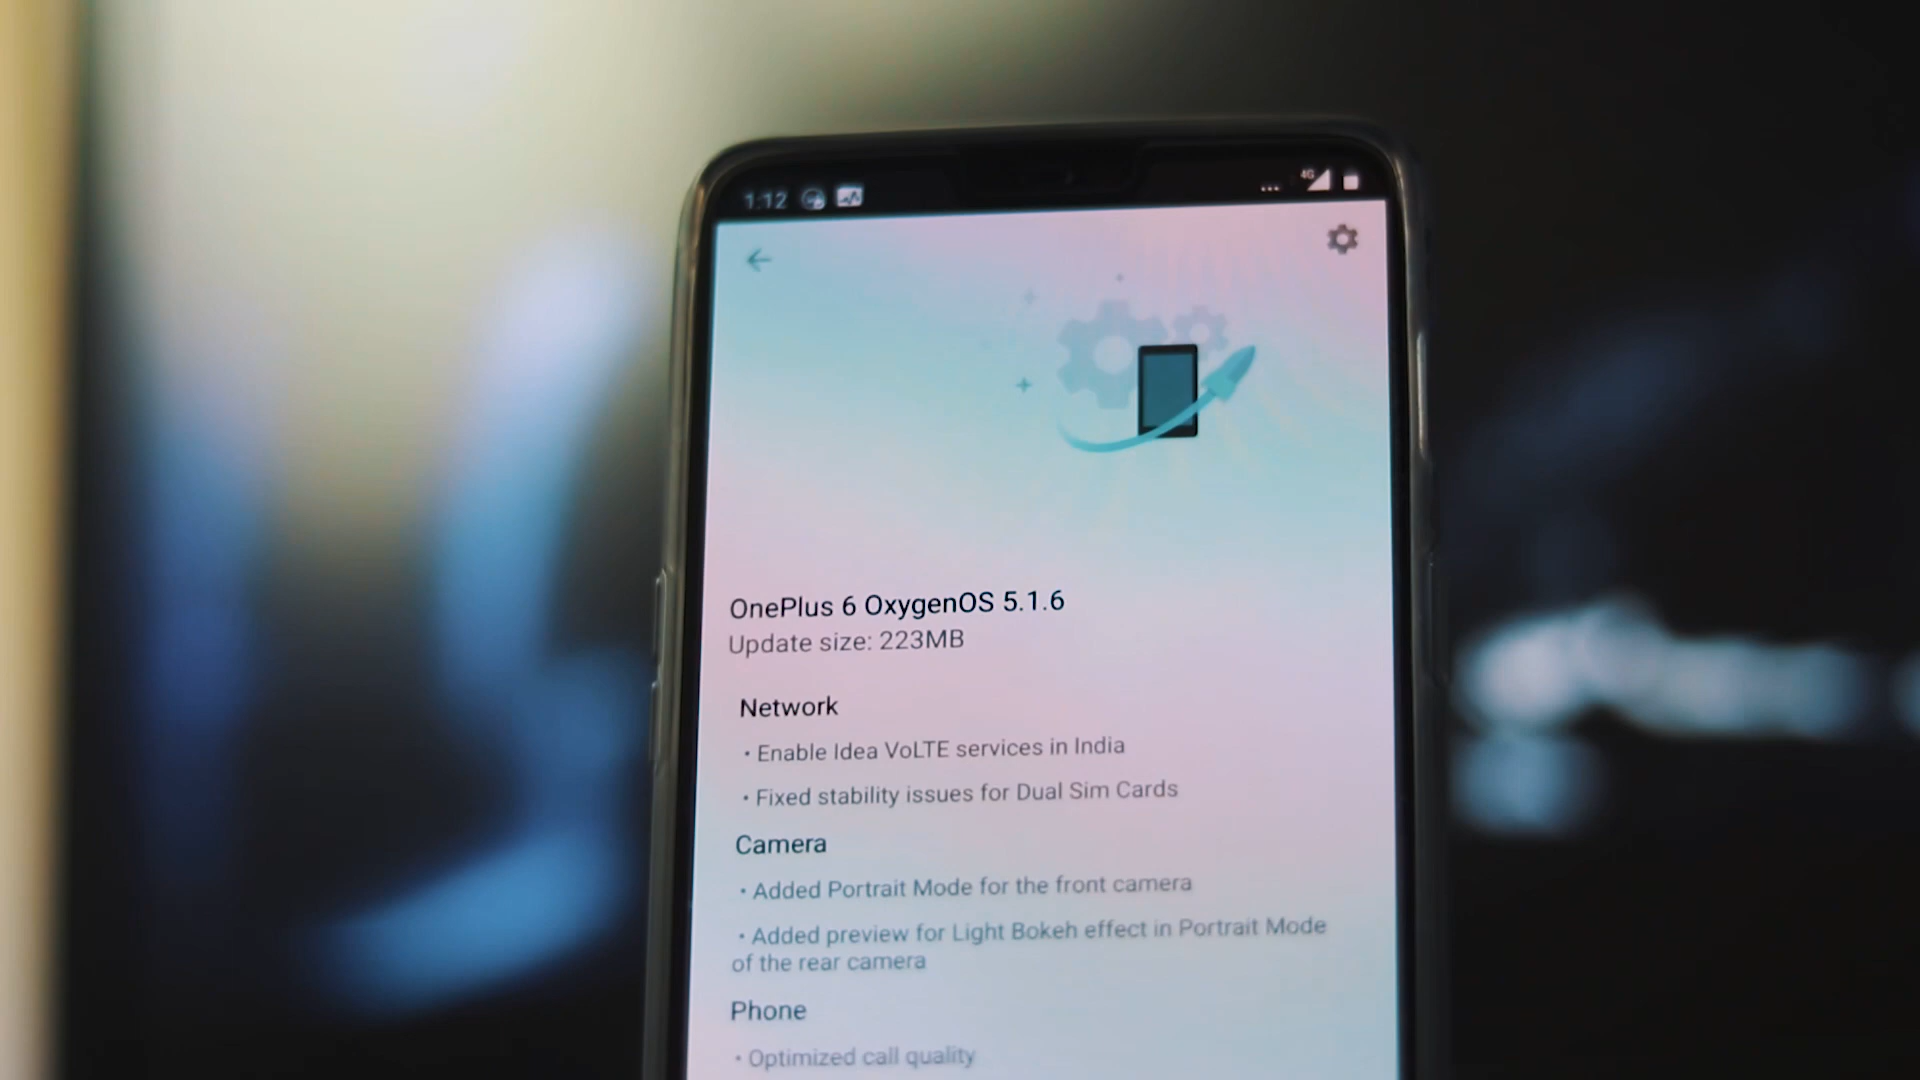 1:12
4G
OnePlus 6 OxygenOS 5.1.6
Update size: 223MB
Network
• Enable Idea VoLTE services in India
• Fixed stability issues for Dual Sim Cards
Camera
• Added Portrait Mode for the front camera
• Added preview for Light Bokeh effect in Portrait Mode
of the rear camera
Phone
• Optimized call quality